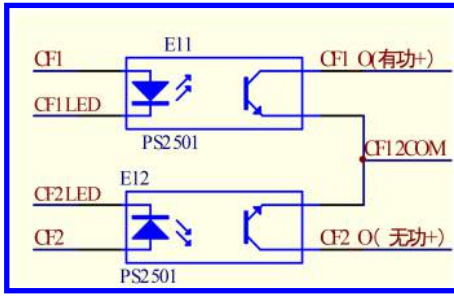 E11
CF1
CF1 O(有功+)
CF1LED
PS2501
CF12COM
E12
CF2LED
CF2
CF2 O( 无功+)
PS2501